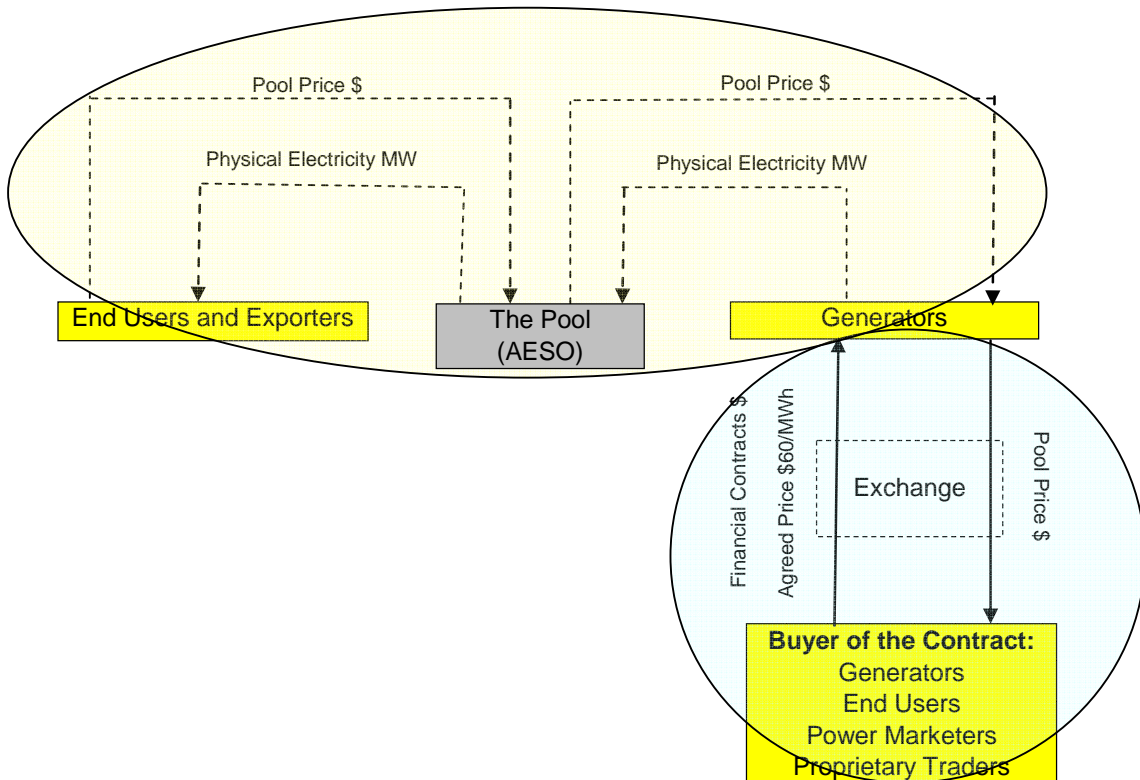 Pool Price $
Pool Price $
Physical Electricity MW
Physical Electricity MW
End Users and Exporters
The Pool
(AESO)
Generators
Financial Contracts $
Agreed Price $60/MWh
Exchange
Pool Price $
Buyer of the Contract:
Generators
End Users
Power Marketers
Proprietary Traders